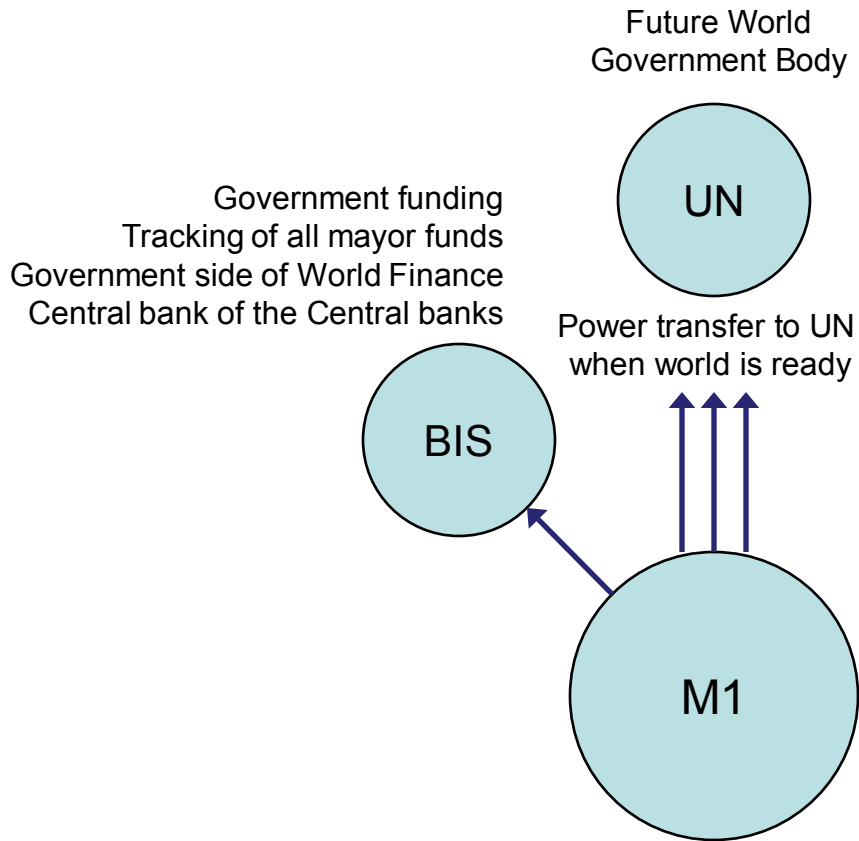 Future World
Government Body
UN
Government funding
Tracking of all mayor funds
Government side of World Finance
Central bank of the Central banks
Power transfer to UN
when world is ready
BIS
M1